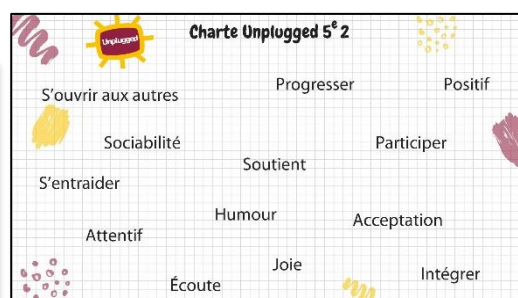 Unplugged
Charte Unplugged 5e 2
Progresser
Positif
S'ouvrir aux autres
Sociabilité
Participer
Soutient
S'entraider
Humour
Acceptation
Attentif
Joie
Intégrer
Écoute